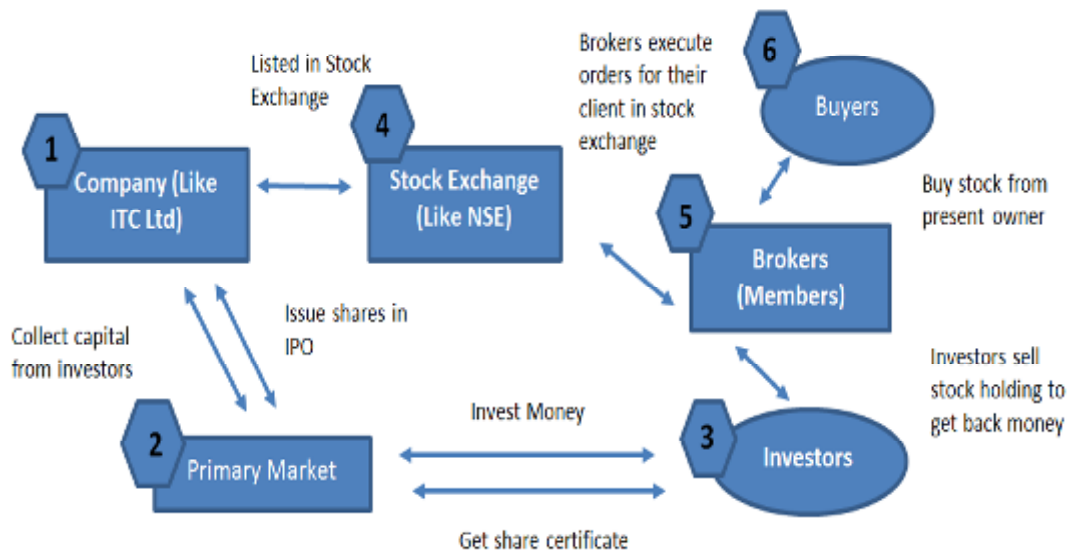 1
Company (Like
ITC Ltd)
Listed in Stock
Exchange
4
Stock Exchange
(Like NSE)
Brokers execute
orders for their
client in stock
exchange
6
Buyers
Buy stock from
present owner
5
Brokers
(Members)
Collect capital
from investors
Issue shares in
IPO
Investors sell
stock holding to
get back money
2
Primary Market
Invest Money
Get share certificate
3
Investors